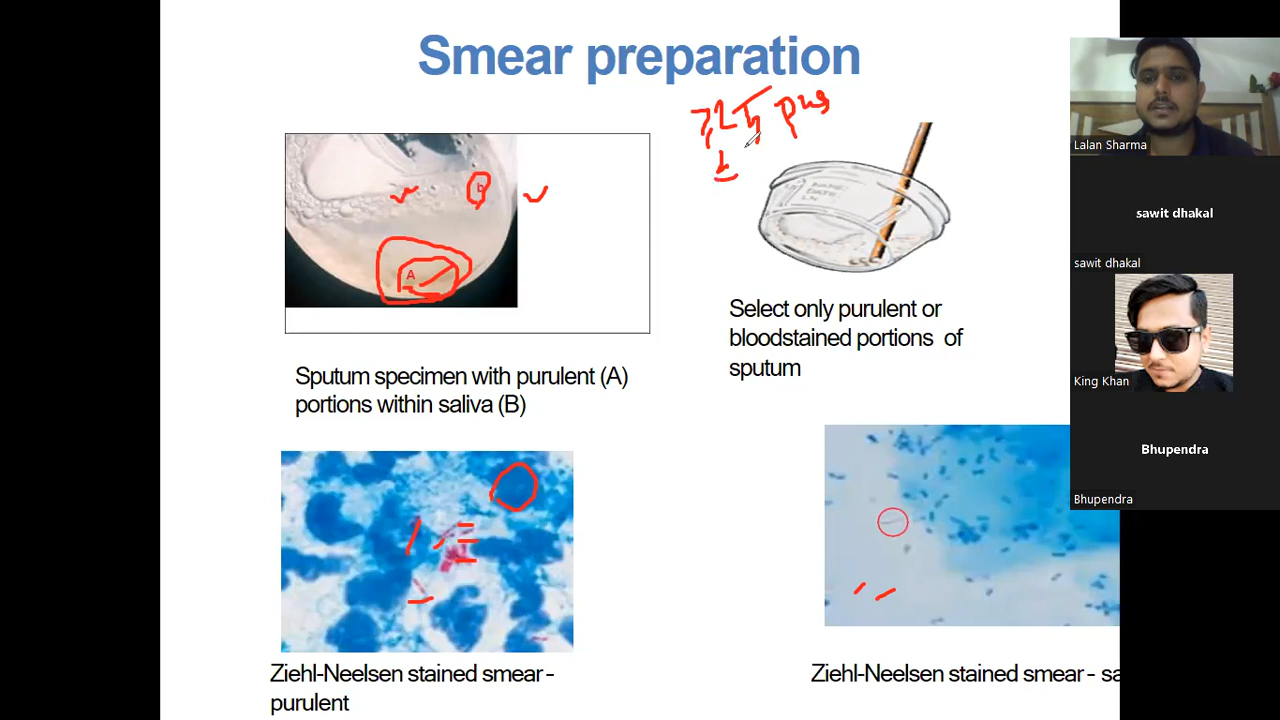 Smear preparation
pus
b
A
Select only purulent or
bloodstained portions of
sputum
Sputum specimen with purulent (A)
portions within saliva (B)
Ziehl-Neelsen stained smear -
purulent
Ziehl-Neelsen stained smear - sa
Lalan Sharma
sawit dhakal
sawit dhakal
King Khan
Bhupendra
Bhupendra